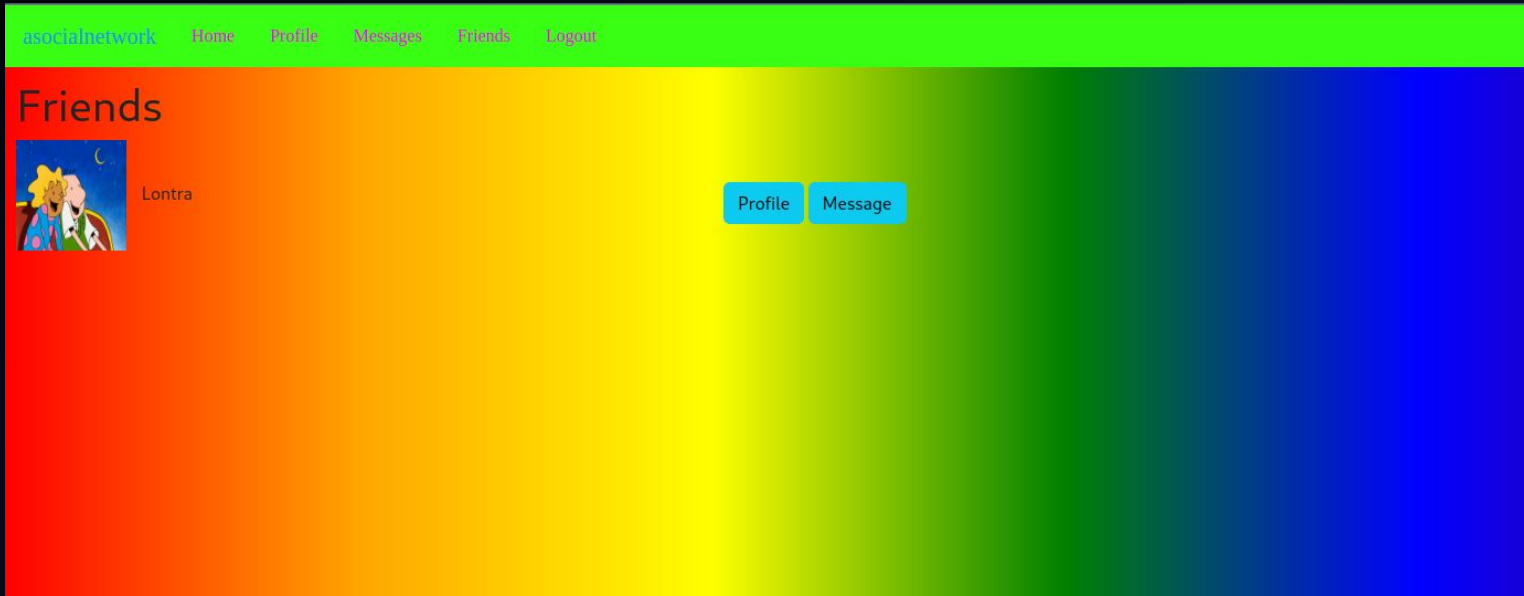 asocialnetwork Home Profile Messages Friends Logout
Friends
Lontra
Profile Message